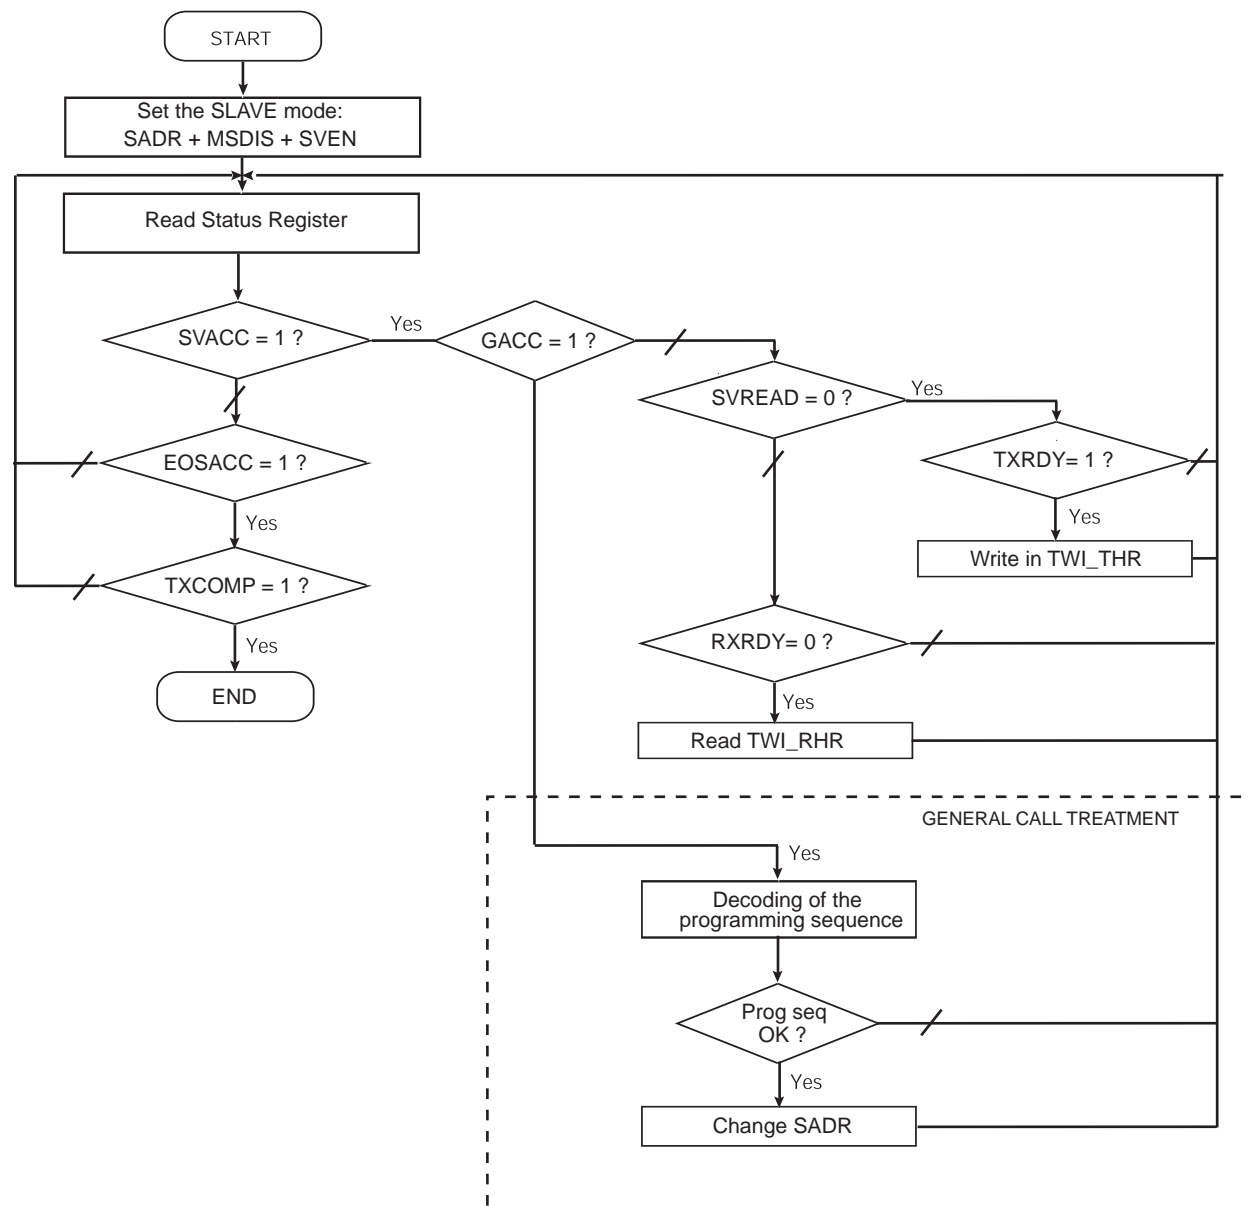 START
Set the SLAVE mode:
SADR + MSDIS + SVEN
Read Status Register
SVACC = 1 ?
Yes
GACC = 1 ?
SVREAD = 0 ?
Yes
EOSACC = 1 ?
TXRDY= 1 ?
Yes
Yes
Write in TWI_THR
TXCOMP = 1 ?
Yes
RXRDY= 0 ?
END
Yes
Read TWI_RHR
GENERAL CALL TREATMENT
Yes
Decoding of the
programming sequence
Prog seq
OK ?
Yes
Change SADR